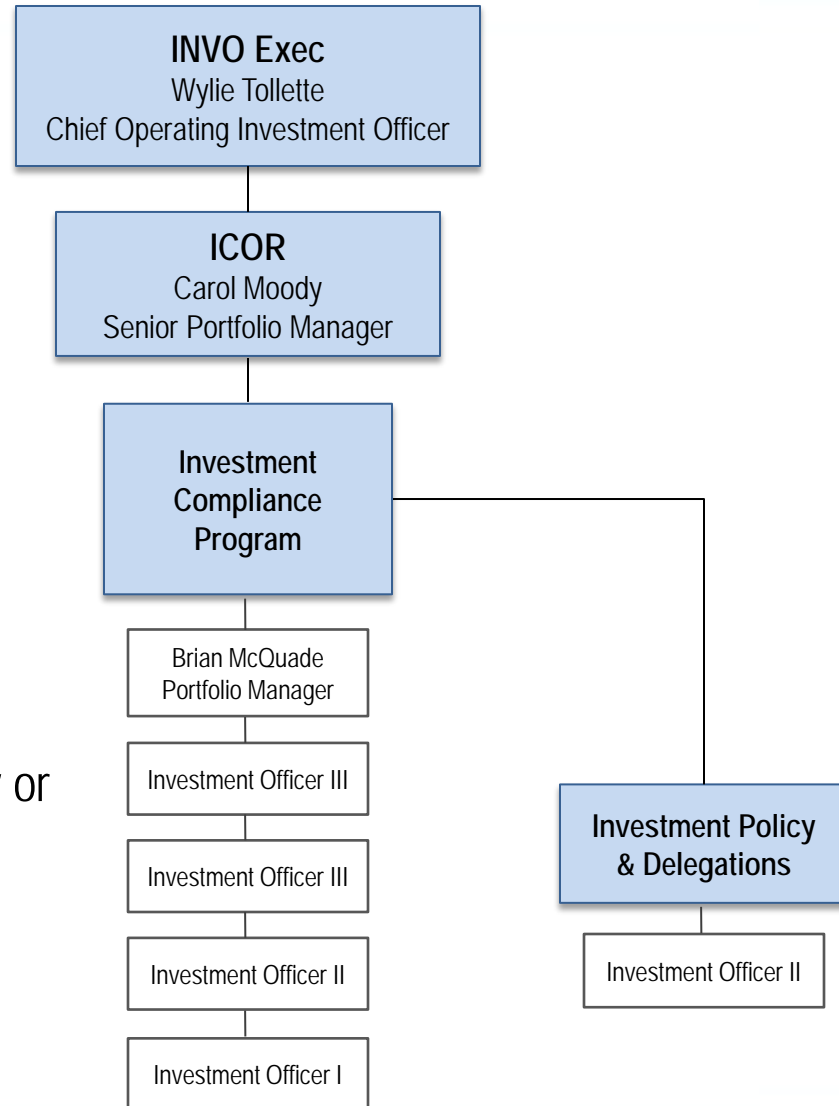 INVO Exec
Wylie Tollette
Chief Operating Investment Officer
ICOR
Carol Moody
Senior Portfolio Manager
Investment
Compliance
Program
Brian McQuade
Portfolio Manager
Investment Officer III
or
Investment Officer III
Investment Officer II
Investment Officer I
Investment Policy
& Delegations
Investment Officer II